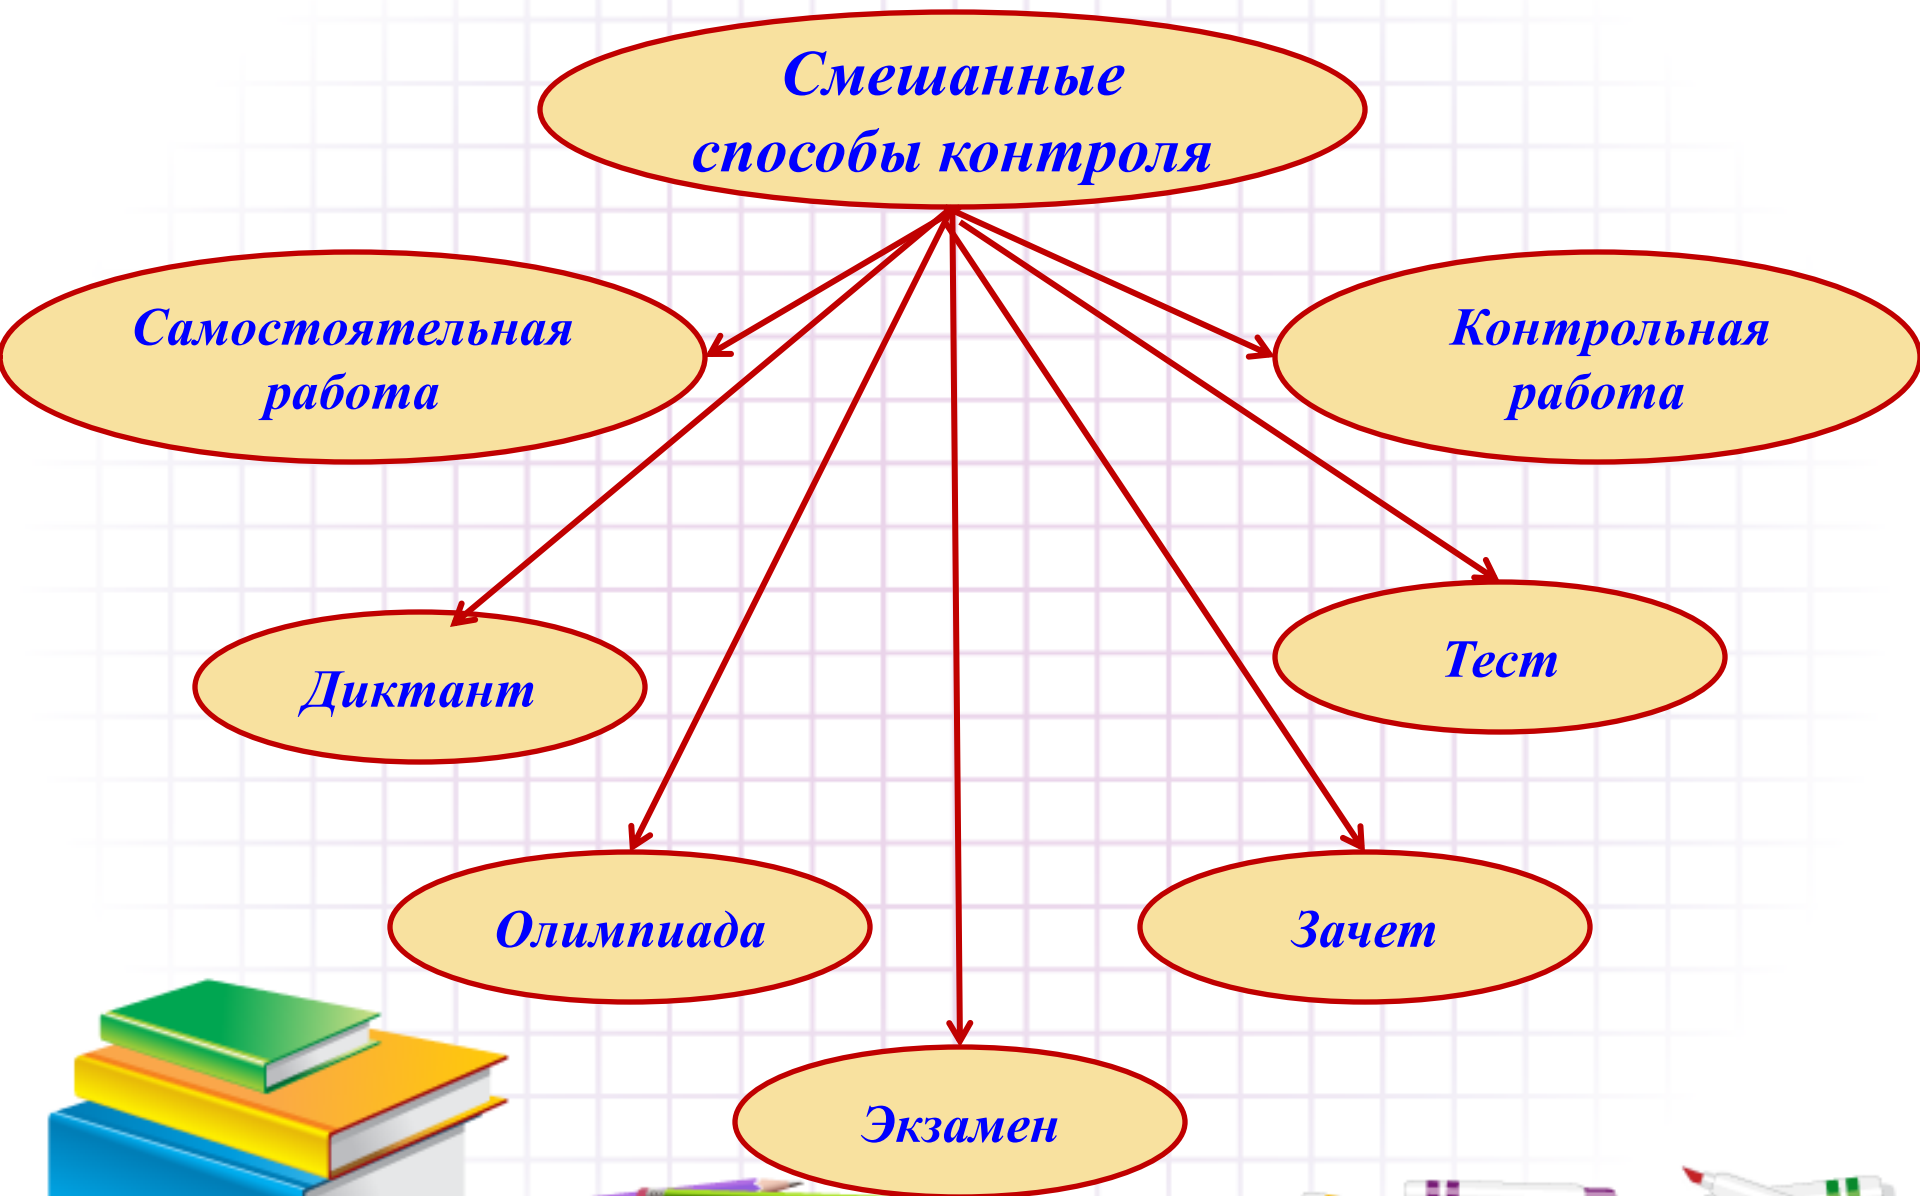 Смешанные
способы контроля
Самостоятельная
работа
Контрольная
работа
Диктант
Тест
Олимпиада
Зачет
Экзамен